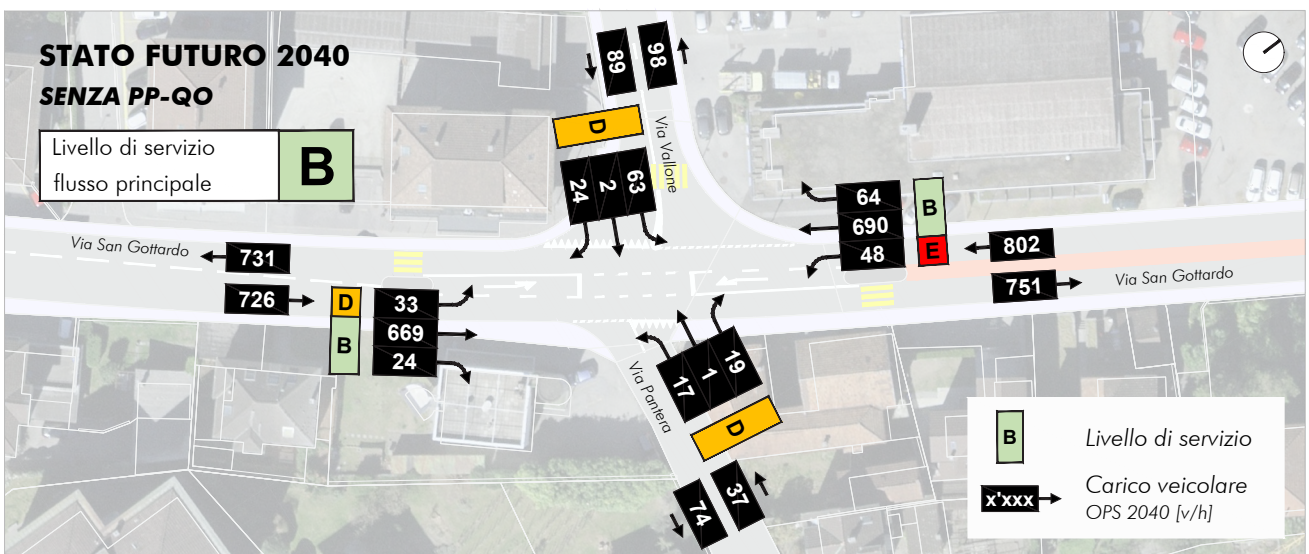 STATO FUTURO 2040
SENZA PP-QO
Livello di servizio
flusso principale
B
89
98
D
Via Vallone
24
2
63
64
690
48
B
E
802
751
Via San Gottardo
Via San Gottardo
731
726
D
B
33
669
24
17
1
19
Via Pantera
D
74
37
B
Livello di servizio
x'xxx
Carico veicolare
OPS 2040 [v/h]